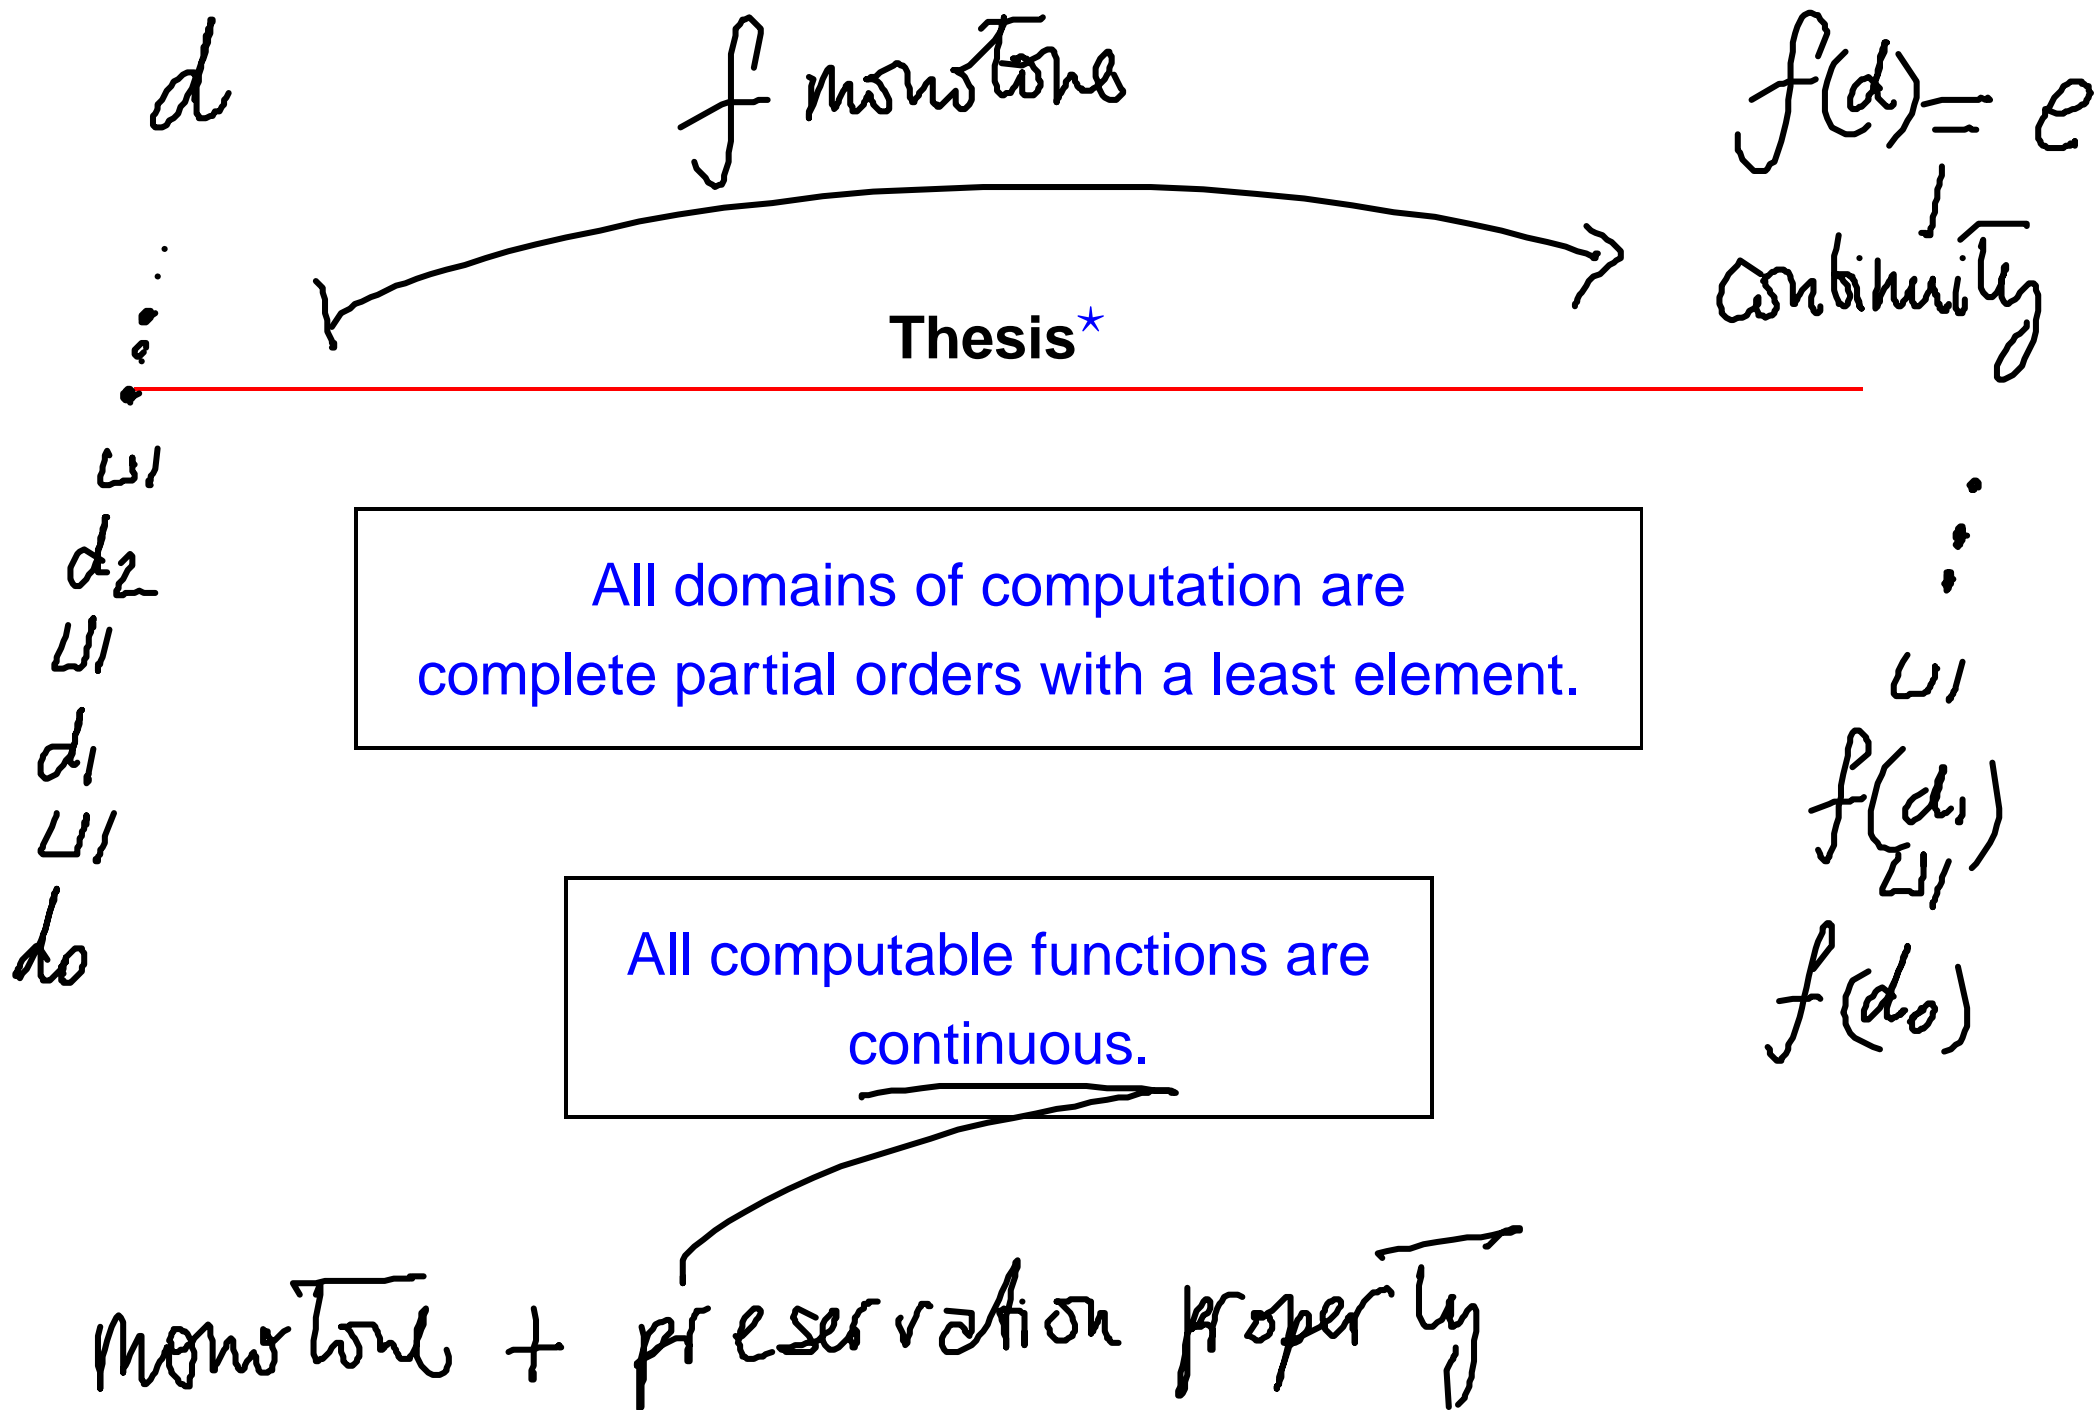 d f monotone f(d) = e
continuity
Thesis*
⊔|
d2
⊔|
d1
⊔|
d0
All domains of computation are
complete partial orders with a least element.
⊔|
f(d1)
⊔|
f(d0)
All computable functions are
continuous.
monotone + preservation property